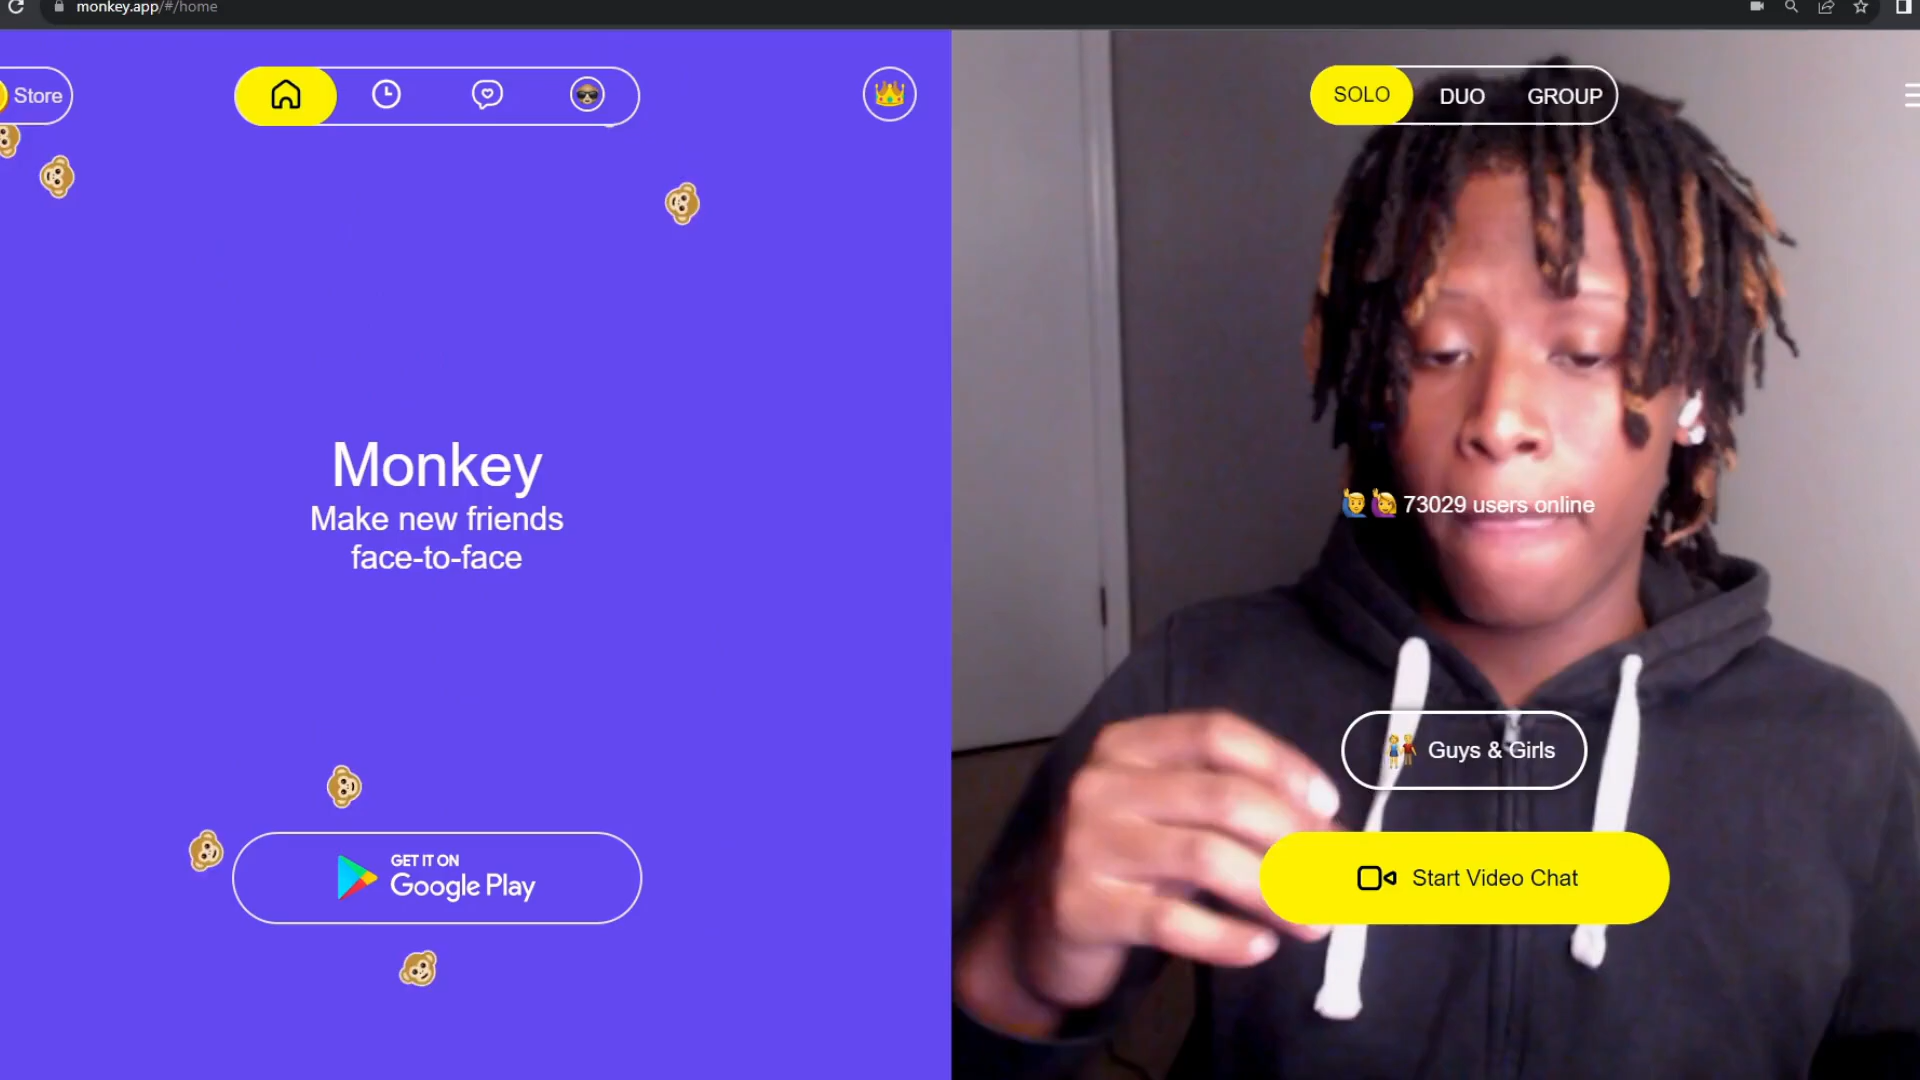 monkey.app/#/home
Store
SOLO
DUO
GROUP
Monkey
Make new friends
face-to-face
73029 users online
Guys & Girls
GET IT ON
Google Play
Start Video Chat